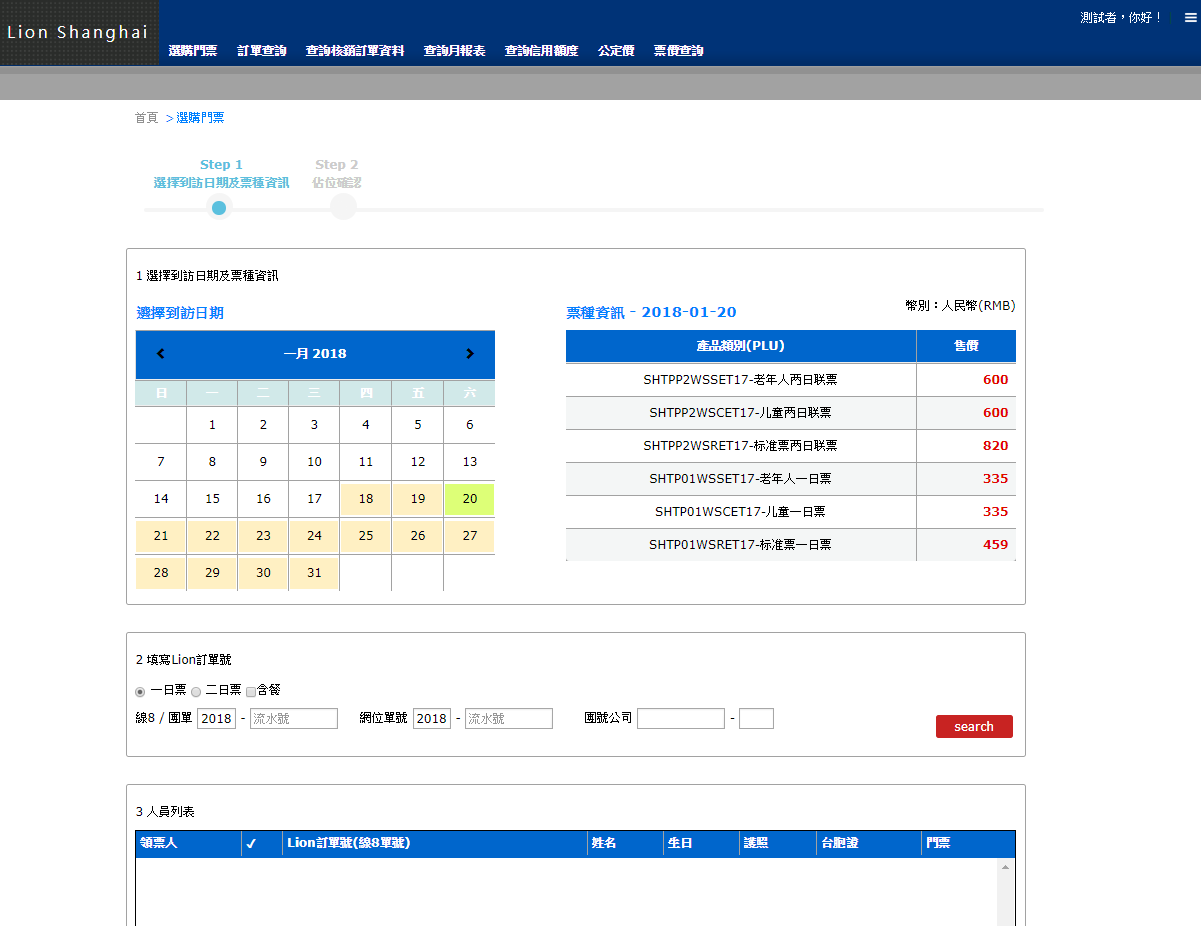 Lion Shanghai
測試者，你好！
選購門票 訂單查詢 查詢核銷訂單資料 查詢月報表 查詢信用額度 公定價 票價查詢
首頁 > 選購門票
Step 1 Step 2
選擇到訪日期及票種資訊 佔位確認
1 選擇到訪日期及票種資訊
選擇到訪日期
一月 2018
日 一 二 三 四 五 六
1 2 3 4 5 6
7 8 9 10 11 12 13
14 15 16 17 18 19 20
21 22 23 24 25 26 27
28 29 30 31
票種資訊 - 2018-01-20 幣別：人民幣(RMB)
產品類別(PLU) 售價
SHTPP2WSSET17-老年人两日联票 600
SHTPP2WSCET17-儿童两日联票 600
SHTPP2WSRET17-标准票两日联票 820
SHTP01WSSET17-老年人一日票 335
SHTP01WSCET17-儿童一日票 335
SHTP01WSRET17-标准票一日票 459
2 填寫Lion訂單號
一日票 二日票 含餐
線8 / 團單 2018 - 流水號 網位單號 2018 - 流水號 團號公司 -
search
3 人員列表
領票人 ✓ Lion訂單號(線8單號) 姓名 生日 護照 台胞證 門票